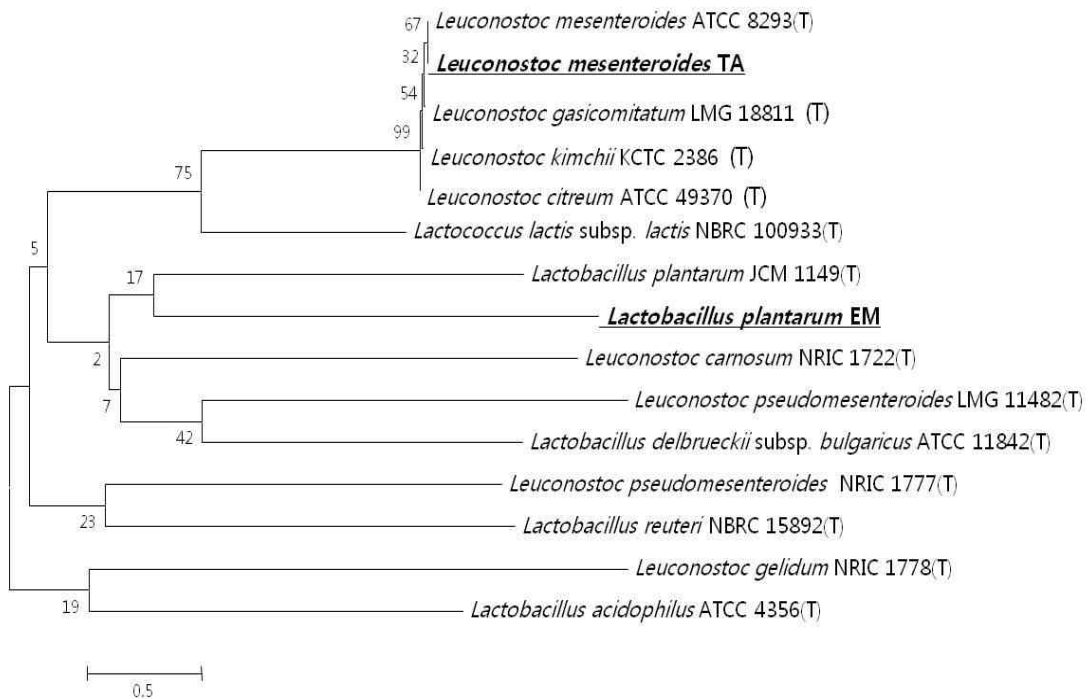 67
Leuconostoc mesenteroides ATCC 8293(T)
32
Leuconostoc mesenteroides TA
54
Leuconostoc gasicomitatum LMG 18811 (T)
99
Leuconostoc kimchii KCTC 2386 (T)
75
Leuconostoc citreum ATCC 49370 (T)
Lactococcus lactis subsp. lactis NBRC 100933(T)
5
17
Lactobacillus plantarum JCM 1149(T)
Lactobacillus plantarum EM
2
Leuconostoc carnosum NRIC 1722(T)
7
Leuconostoc pseudomesenteroides LMG 11482(T)
42
Lactobacillus delbrueckii subsp. bulgaricus ATCC 11842(T)
Leuconostoc pseudomesenteroides NRIC 1777(T)
23
Lactobacillus reuteri NBRC 15892(T)
Leuconostoc gelidum NRIC 1778(T)
19
Lactobacillus acidophilus ATCC 4356(T)
0.5